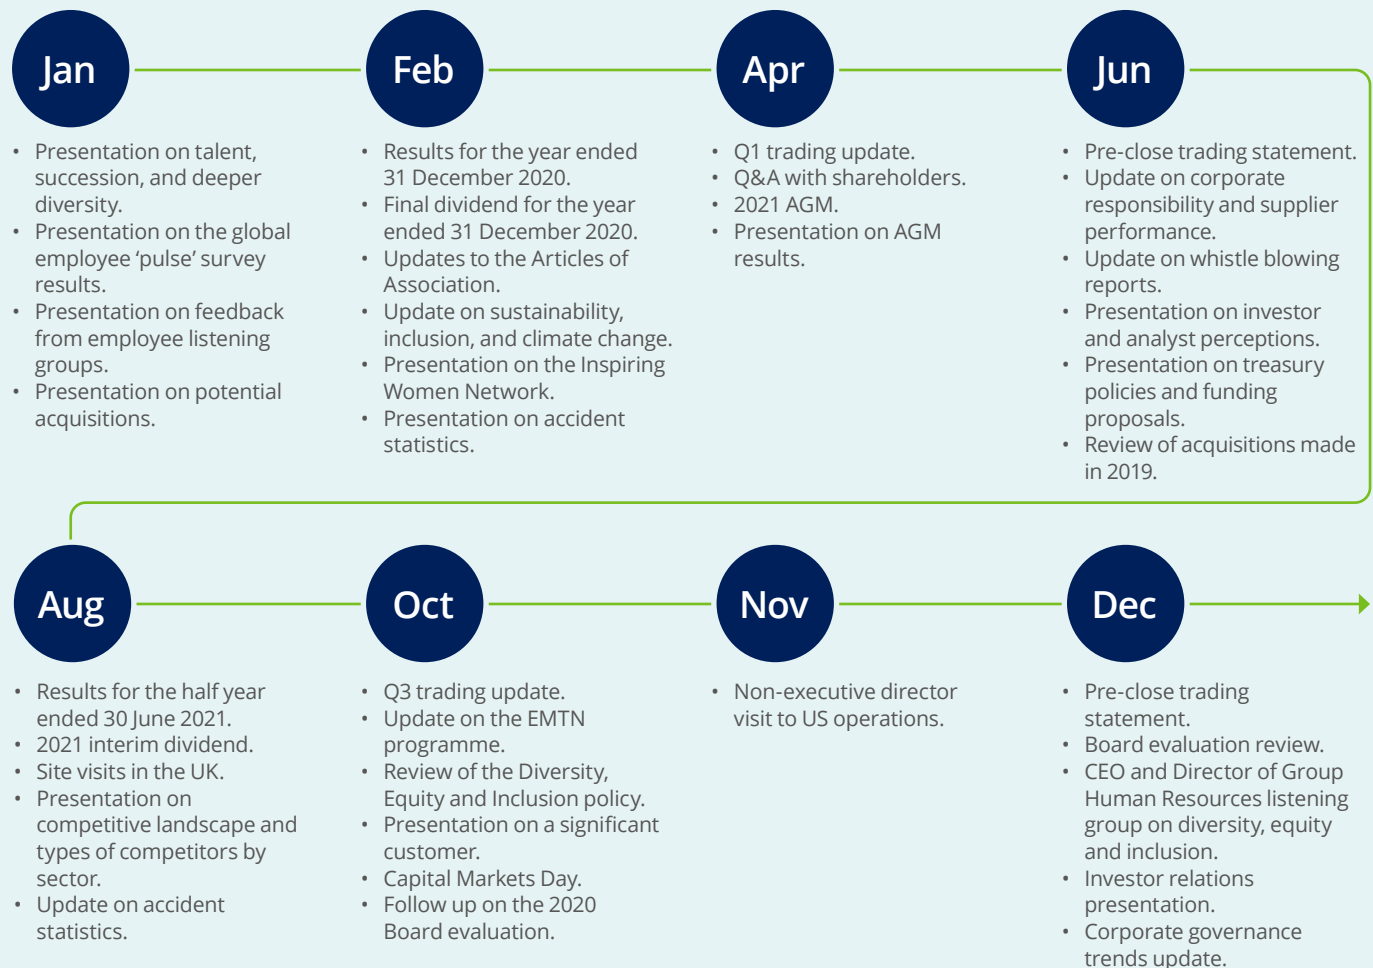 Jan
• Presentation on talent,
succession, and deeper
diversity.
• Presentation on the global
employee ‘pulse’ survey
results.
• Presentation on feedback
from employee listening
groups.
• Presentation on potential
acquisitions.
Feb
• Results for the year ended
31 December 2020.
• Final dividend for the year
ended 31 December 2020.
• Updates to the Articles of
Association.
• Update on sustainability,
inclusion, and climate change.
• Presentation on the Inspiring
Women Network.
• Presentation on accident
statistics.
Apr
• Q1 trading update.
• Q&A with shareholders.
• 2021 AGM.
• Presentation on AGM
results.
Jun
• Pre-close trading statement.
• Update on corporate
responsibility and supplier
performance.
• Update on whistle blowing
reports.
• Presentation on investor
and analyst perceptions.
• Presentation on treasury
policies and funding
proposals.
• Review of acquisitions made
in 2019.
Aug
• Results for the half year
ended 30 June 2021.
• 2021 interim dividend.
• Site visits in the UK.
• Presentation on
competitive landscape and
types of competitors by
sector.
• Update on accident
statistics.
Oct
• Q3 trading update.
• Update on the EMTN
programme.
• Review of the Diversity,
Equity and Inclusion policy.
• Presentation on a significant
customer.
• Capital Markets Day.
• Follow up on the 2020
Board evaluation.
Nov
• Non-executive director
visit to US operations.
Dec
• Pre-close trading
statement.
• Board evaluation review.
• CEO and Director of Group
Human Resources listening
group on diversity, equity
and inclusion.
• Investor relations
presentation.
• Corporate governance
trends update.